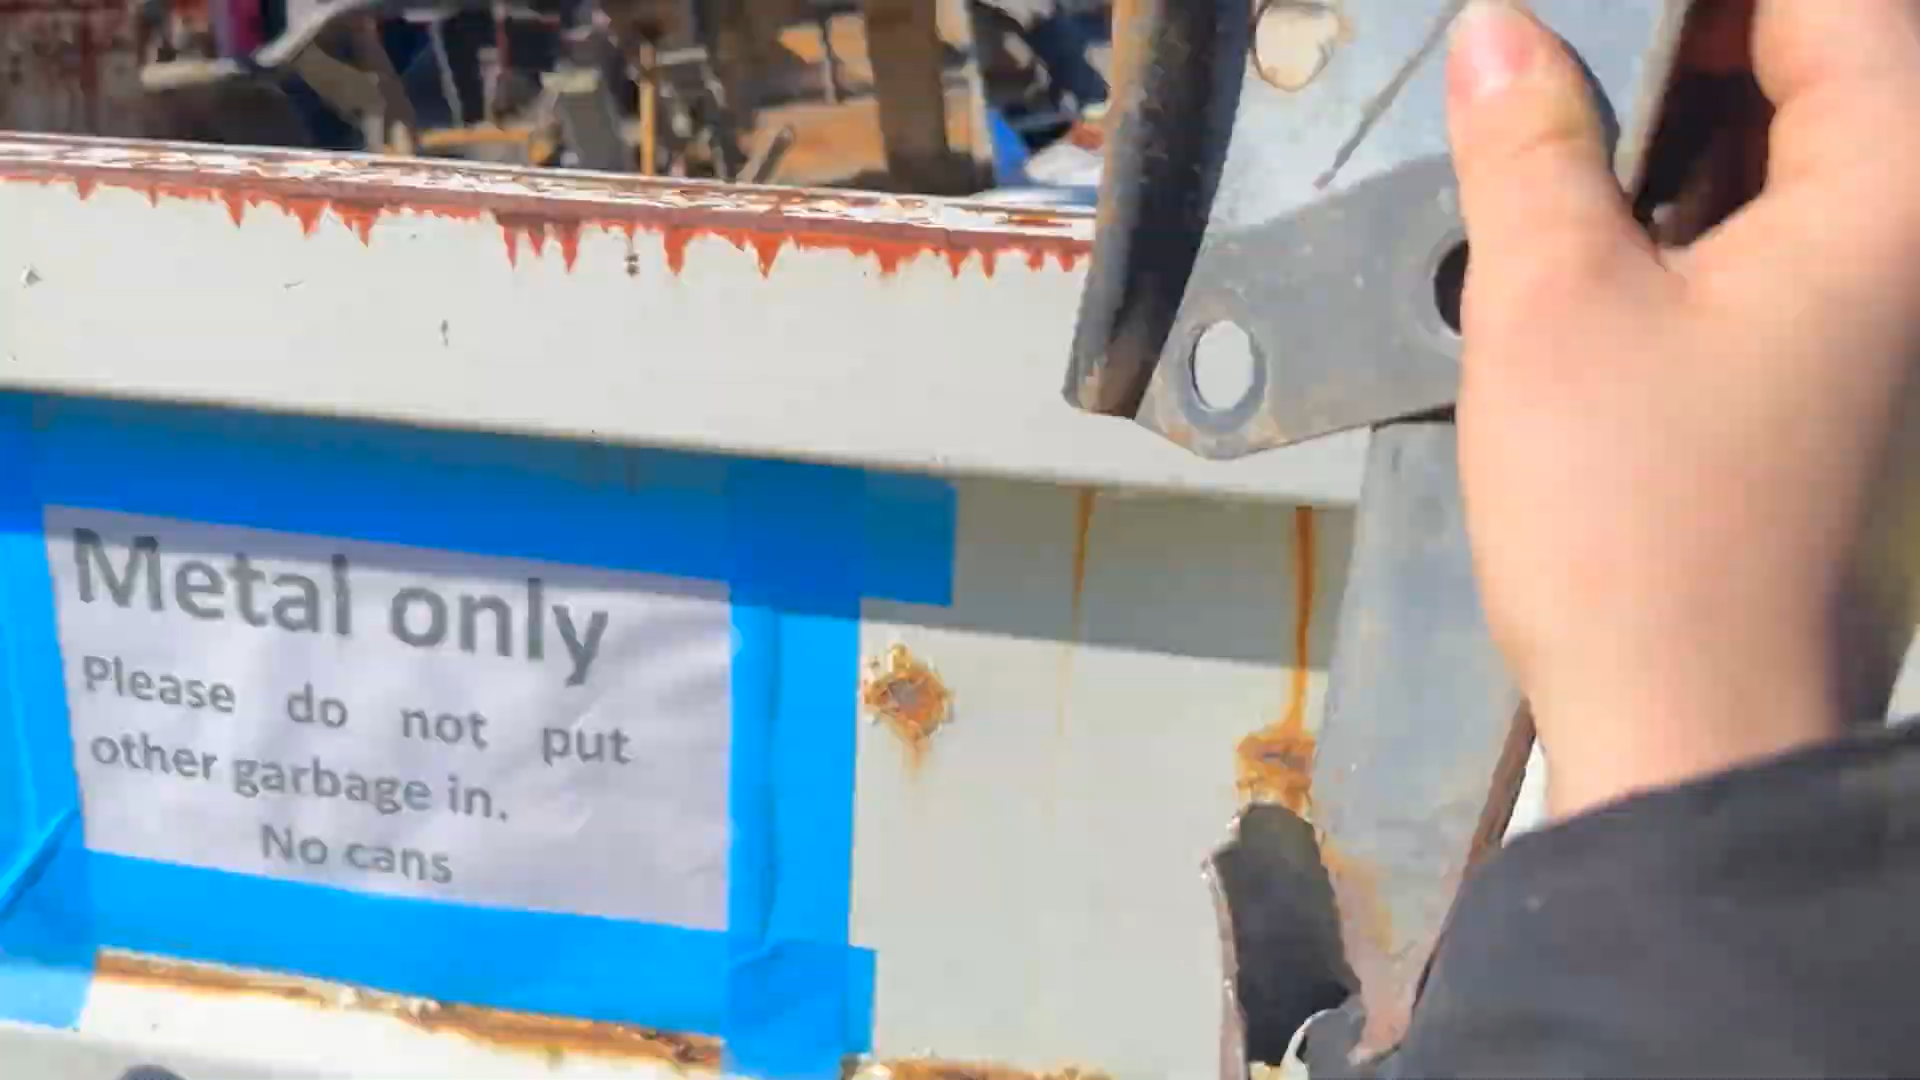 Metal only
Please do not put
other garbage in.
No cans